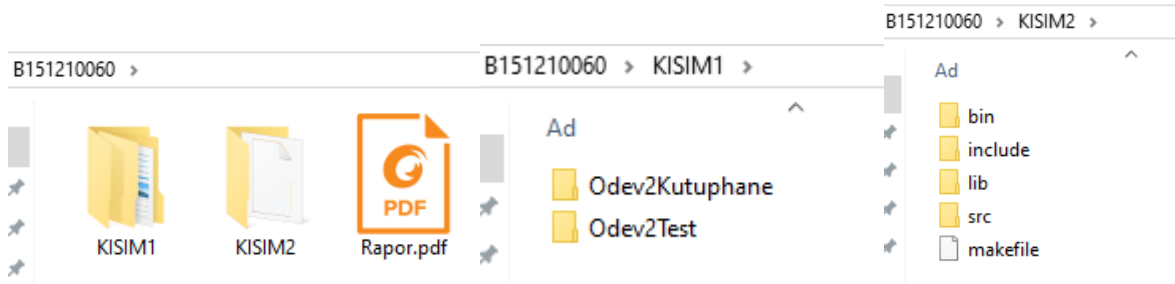 B151210060 >
KISIM1
KISIM2
PDF
Rapor.pdf
B151210060 > KISIM1 >
Ad
Odev2Kutuphane
Odev2Test
B151210060 > KISIM2 >
Ad
bin
include
lib
src
makefile